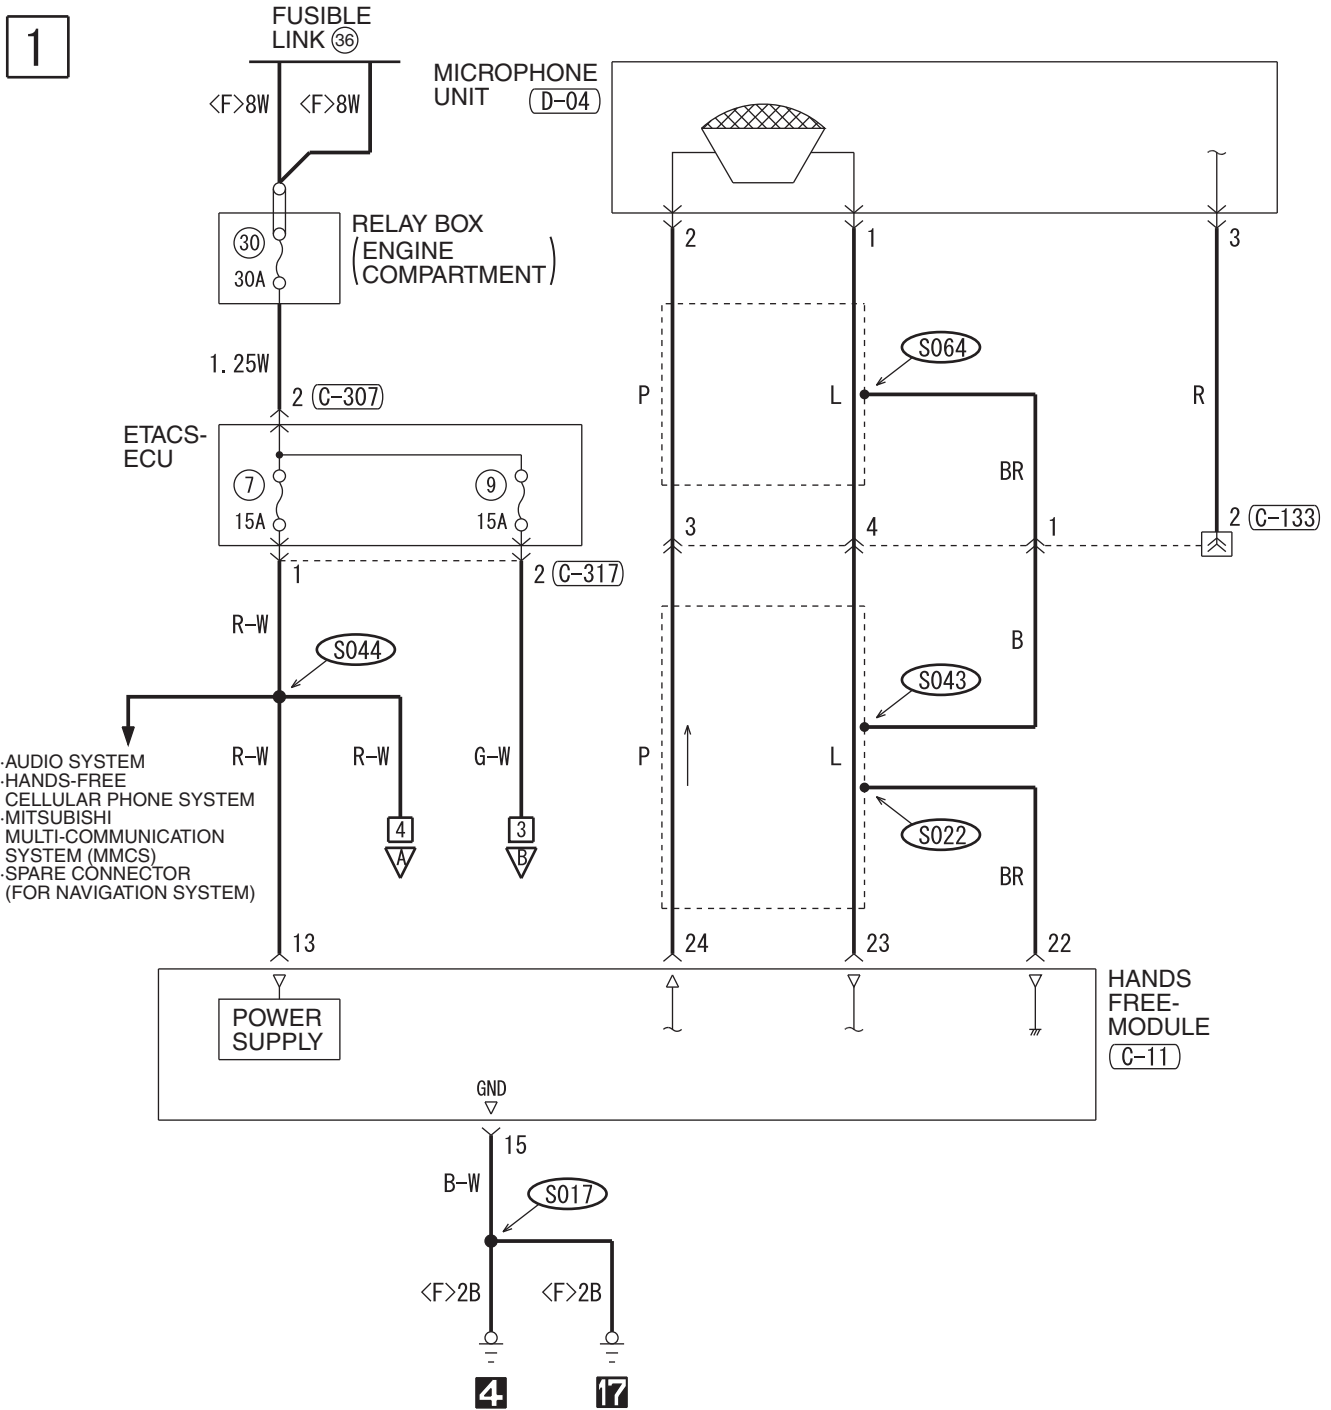 1
FUSIBLE
LINK 36
<F>8W
<F>8W
MICROPHONE
UNIT
D-04
30
30A
RELAY BOX
(ENGINE
COMPARTMENT)
2
1
3
1.25W
2 C-307
S064
P
L
R
BR
ETACS-
ECU
7
15A
9
15A
3
4
1
2 C-133
1
2 C-317
R-W
S044
B
S043
·AUDIO SYSTEM
·HANDS-FREE
CELLULAR PHONE SYSTEM
·MITSUBISHI
MULTI-COMMUNICATION
SYSTEM (MMCS)
·SPARE CONNECTOR
(FOR NAVIGATION SYSTEM)
R-W
R-W
G-W
P
L
4
A
3
B
S022
BR
13
24
23
22
POWER
SUPPLY
HANDS
FREE-
MODULE
C-11
GND
15
B-W
S017
<F>2B
<F>2B
4
17